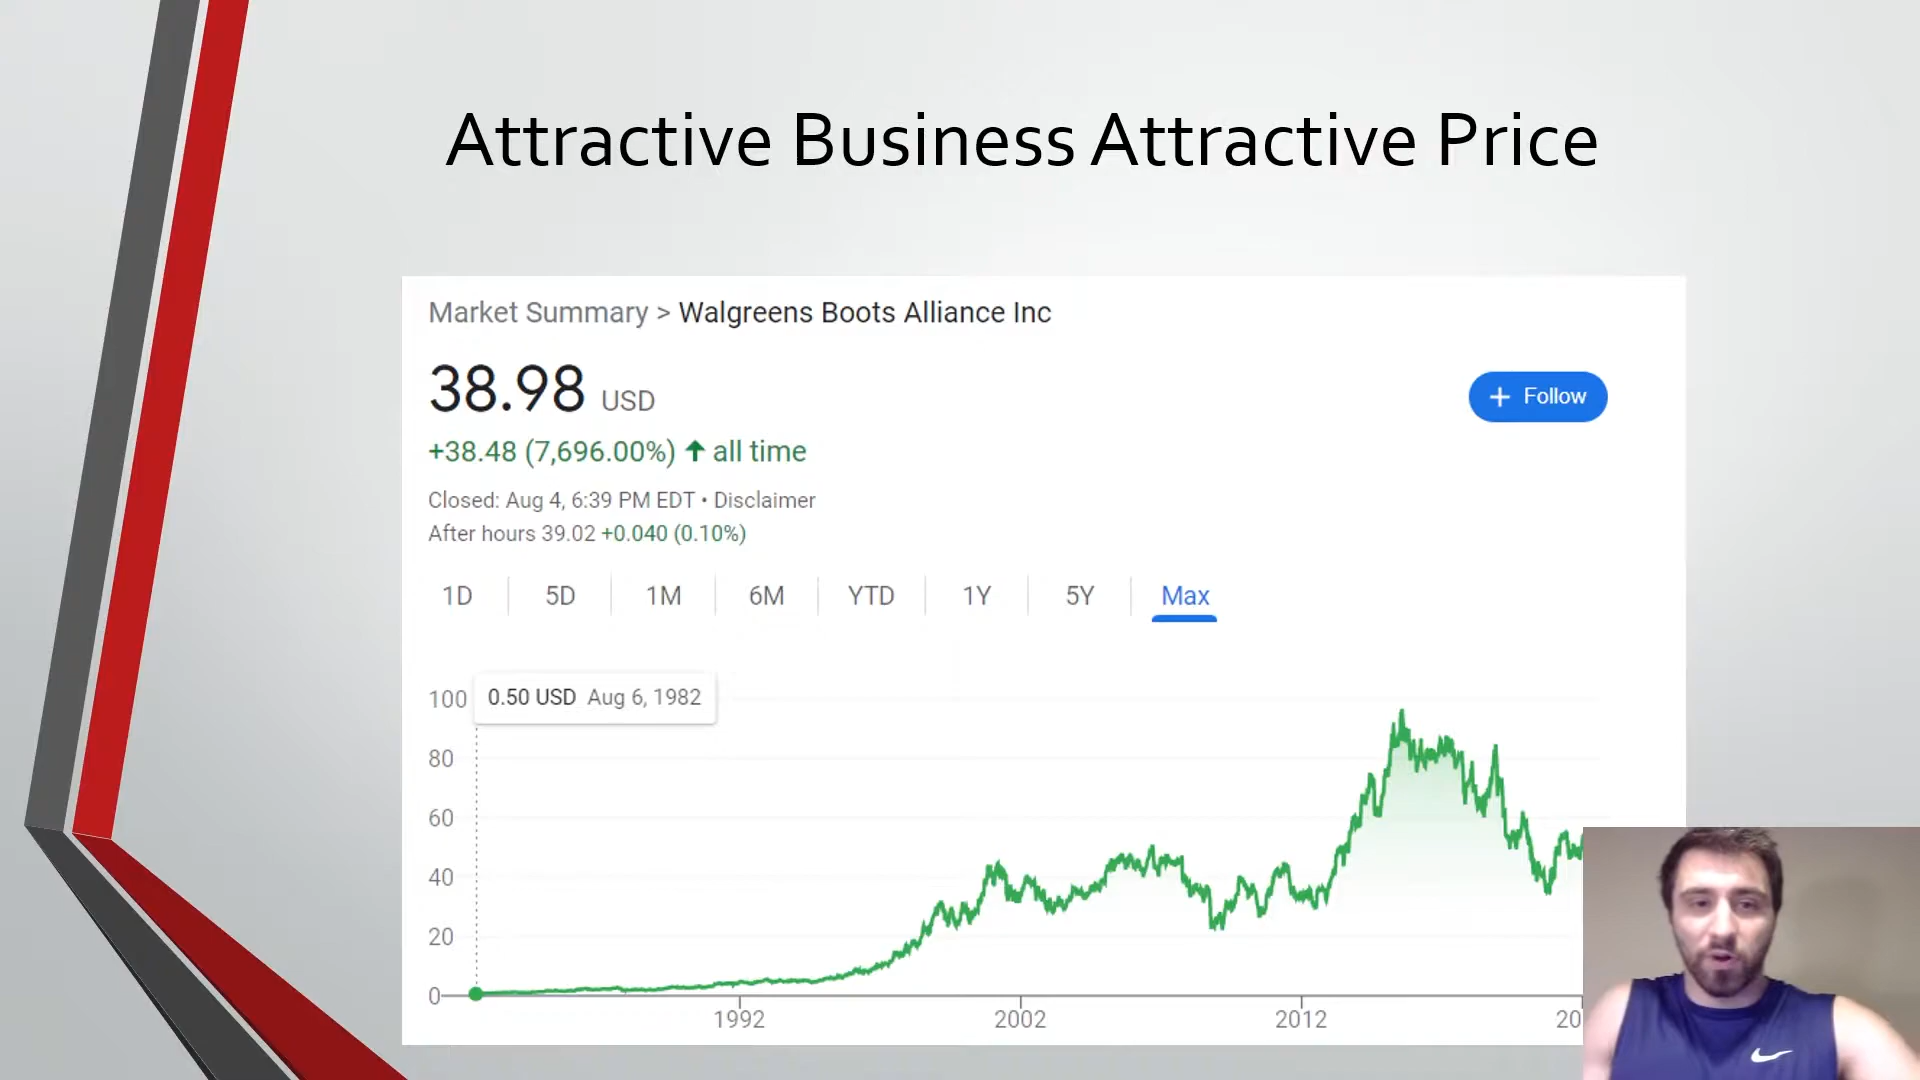 Attractive Business Attractive Price
Market Summary > Walgreens Boots Alliance Inc
38.98 USD
+ Follow
+38.48 (7,696.00%) ↑ all time
Closed: Aug 4, 6:39 PM EDT • Disclaimer
After hours 39.02 +0.040 (0.10%)
1D 5D 1M 6M YTD 1Y 5Y Max
0.50 USD Aug 6, 1982
100
80
60
40
20
0
1992 2002 2012